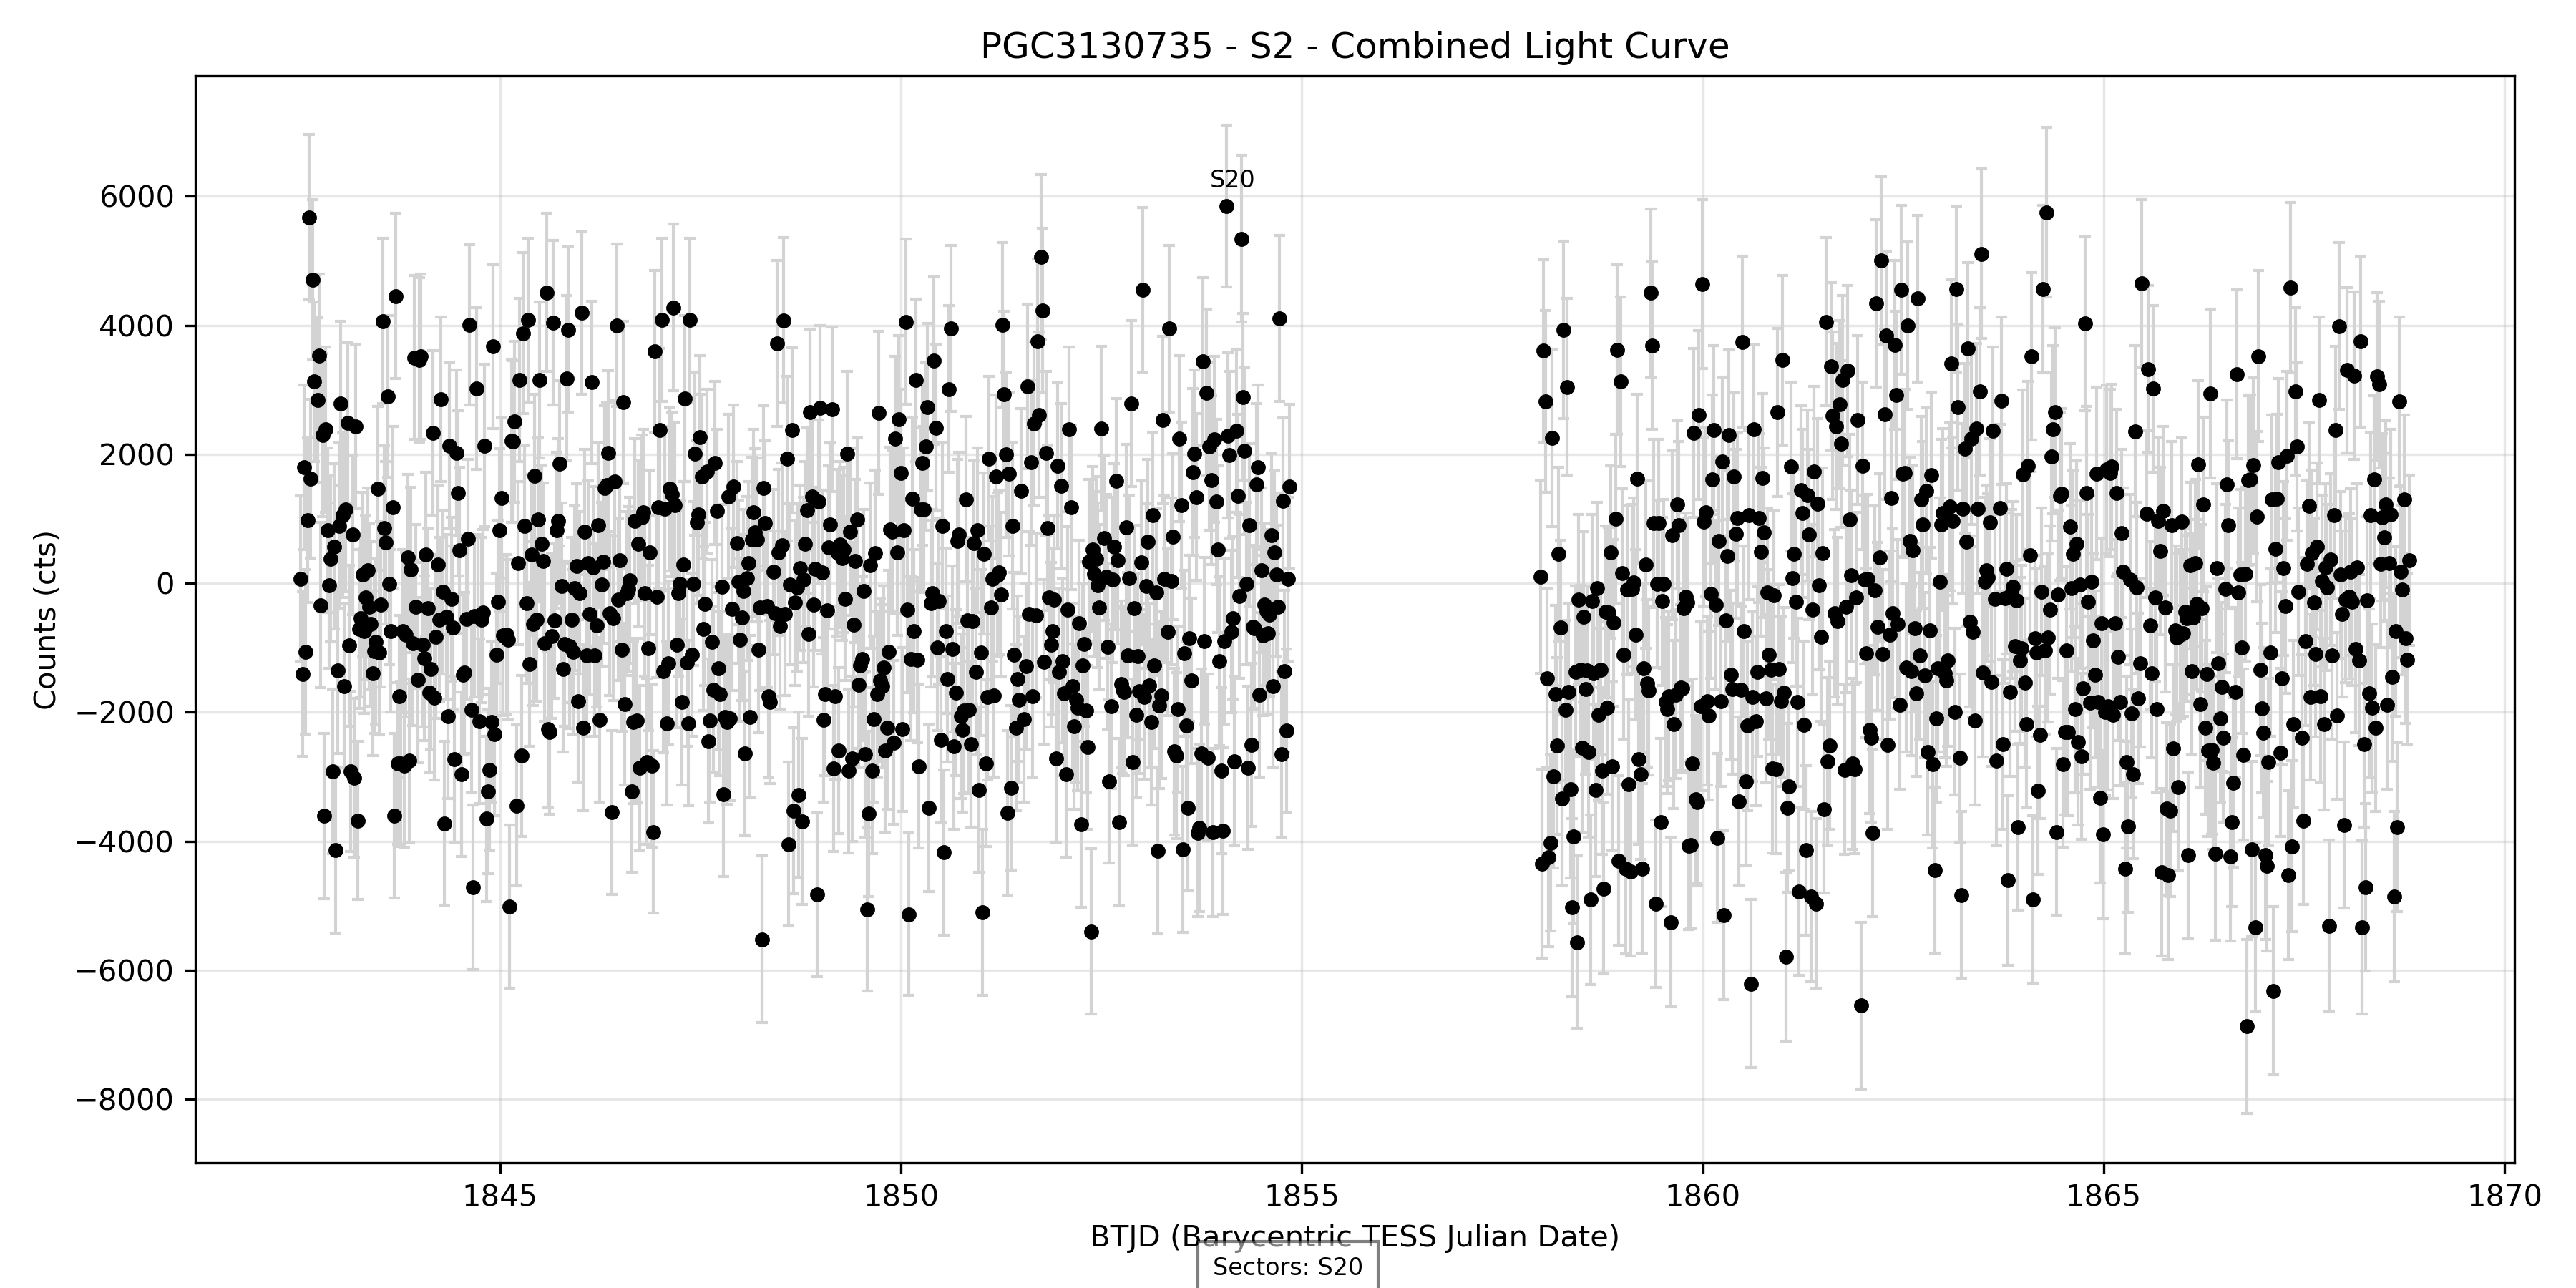 PGC3130735 - S2 - Combined Light Curve
S20
6000
4000
2000
0
−2000
−4000
−6000
−8000
Counts (cts)
1845 1850 1855 1860 1865 1870
BTJD (Barycentric TESS Julian Date)
Sectors: S20